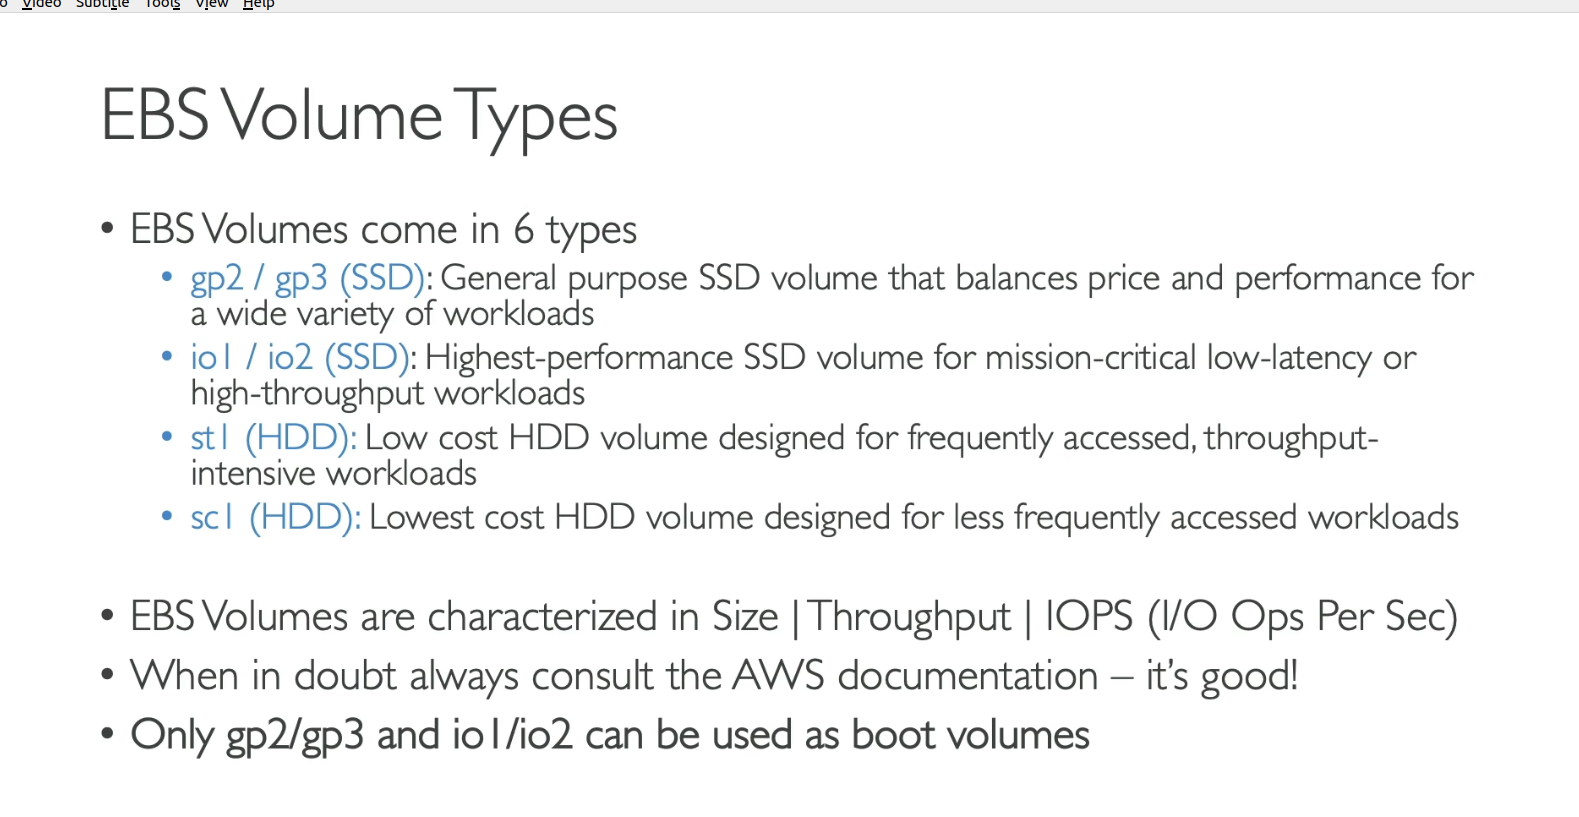 Video Subtitle Tools View Help
EBS Volume Types
• EBS Volumes come in 6 types
• gp2 / gp3 (SSD): General purpose SSD volume that balances price and performance for
a wide variety of workloads
• io1 / io2 (SSD): Highest-performance SSD volume for mission-critical low-latency or
high-throughput workloads
• st1 (HDD): Low cost HDD volume designed for frequently accessed, throughput-
intensive workloads
• sc1 (HDD): Lowest cost HDD volume designed for less frequently accessed workloads
• EBS Volumes are characterized in Size | Throughput | IOPS (I/O Ops Per Sec)
• When in doubt always consult the AWS documentation – it's good!
• Only gp2/gp3 and io1/io2 can be used as boot volumes